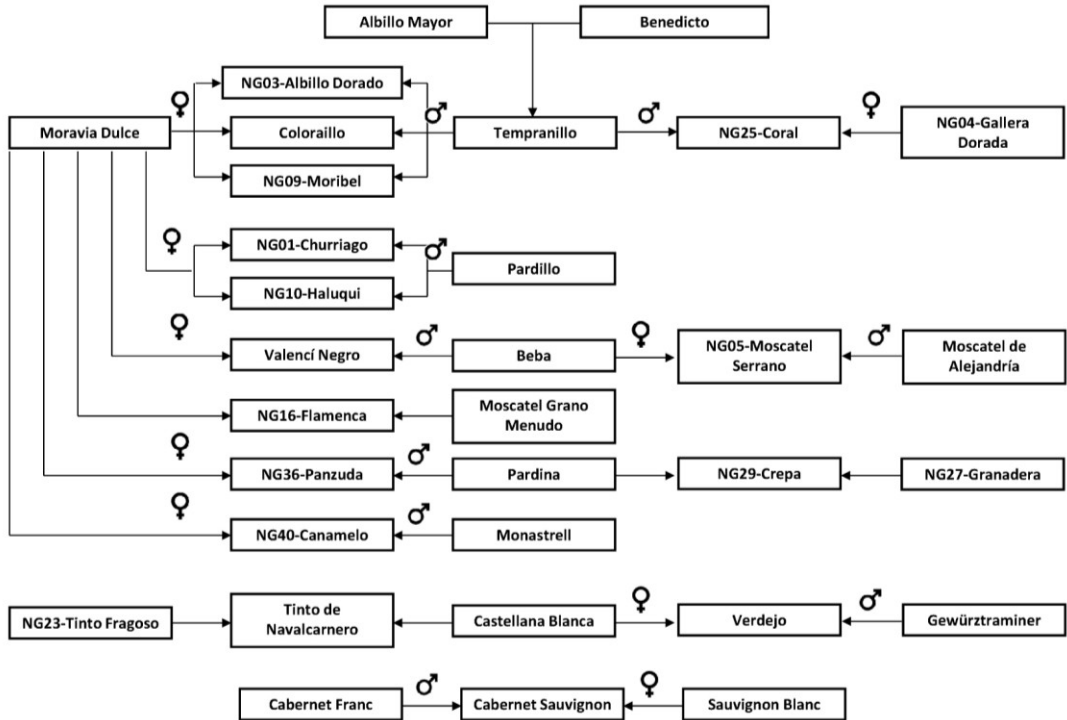 Albillo Mayor
Benedicto
NG03-Albillo Dorado
Moravia Dulce
Coloraillo
Tempranillo
NG25-Coral
NG04-Gallera
Dorada
NG09-Moribel
NG01-Churriago
Pardillo
NG10-Haluqui
Valencí Negro
Beba
NG05-Moscatel
Serrano
Moscatel de
Alejandría
NG16-Flamenca
Moscatel Grano
Menudo
NG36-Panzuda
Pardina
NG29-Crepa
NG27-Granadera
NG40-Canamelo
Monastrell
NG23-Tinto Fragoso
Tinto de
Navalcarnero
Castellana Blanca
Verdejo
Gewürztraminer
Cabernet Franc
Cabernet Sauvignon
Sauvignon Blanc